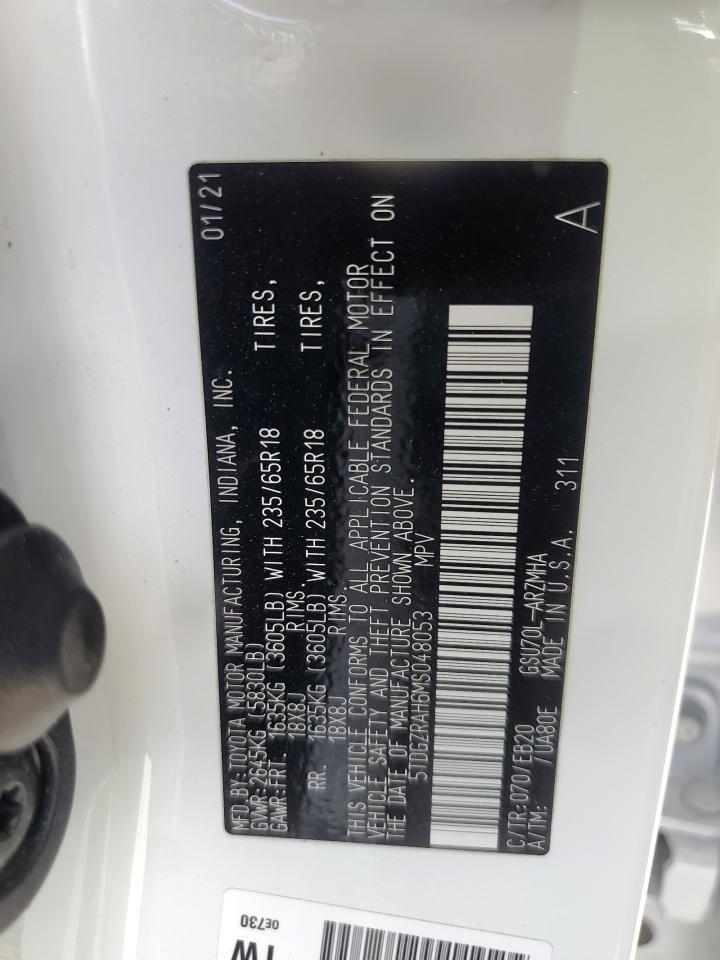 MFD. BY: TOYOTA MOTOR MANUFACTURING, INDIANA, INC. 01/21
GVWR: 2645KG (5830LB)
GAWR: FRT 1635KG (3605LB) WITH 235/65R18 TIRES,
18X8J RIMS
RR. 1635KG (3605LB) WITH 235/65R18 TIRES,
18X8J RIMS
THIS VEHICLE CONFORMS TO ALL APPLICABLE FEDERAL MOTOR
VEHICLE SAFETY AND THEFT PREVENTION STANDARDS IN EFFECT ON
THE DATE OF MANUFACTURE SHOWN ABOVE.
5TDGZRAH6MS048053 MPV
C/TR: 070/EB20 GSU70L-ARZMHA
A/TM: /UA80E MADE IN U.S.A. 311 A
0E730